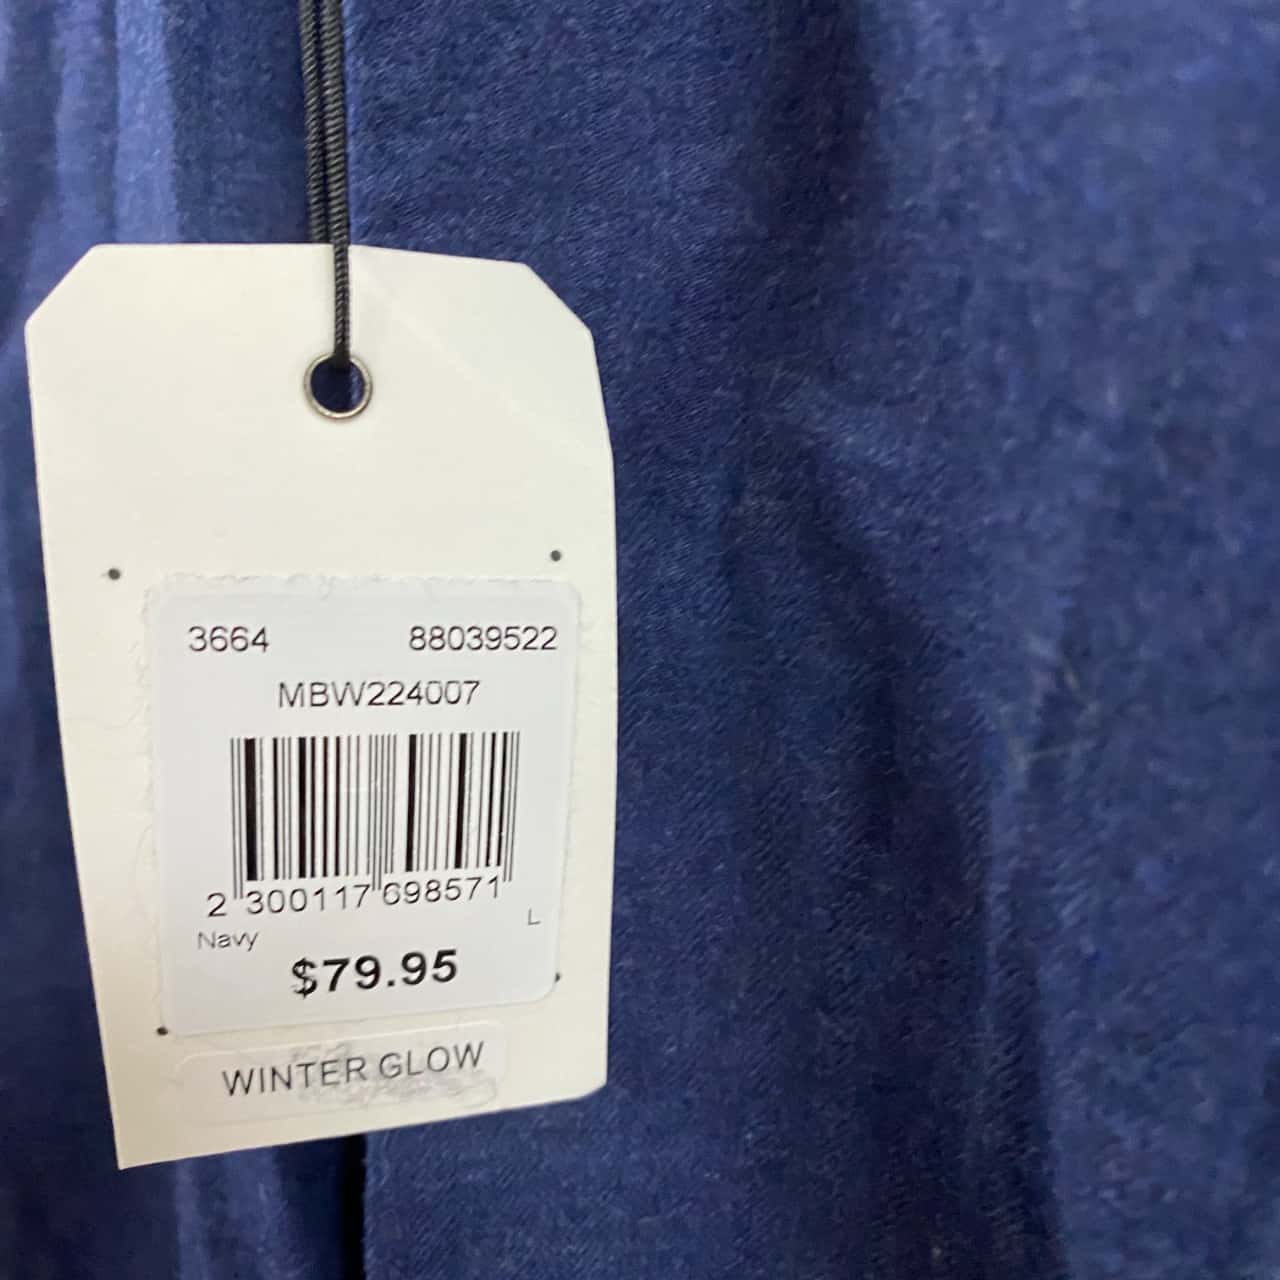 3664 88039522
MBW224007
2 300117 698571
Navy L
$79.95
WINTER GLOW